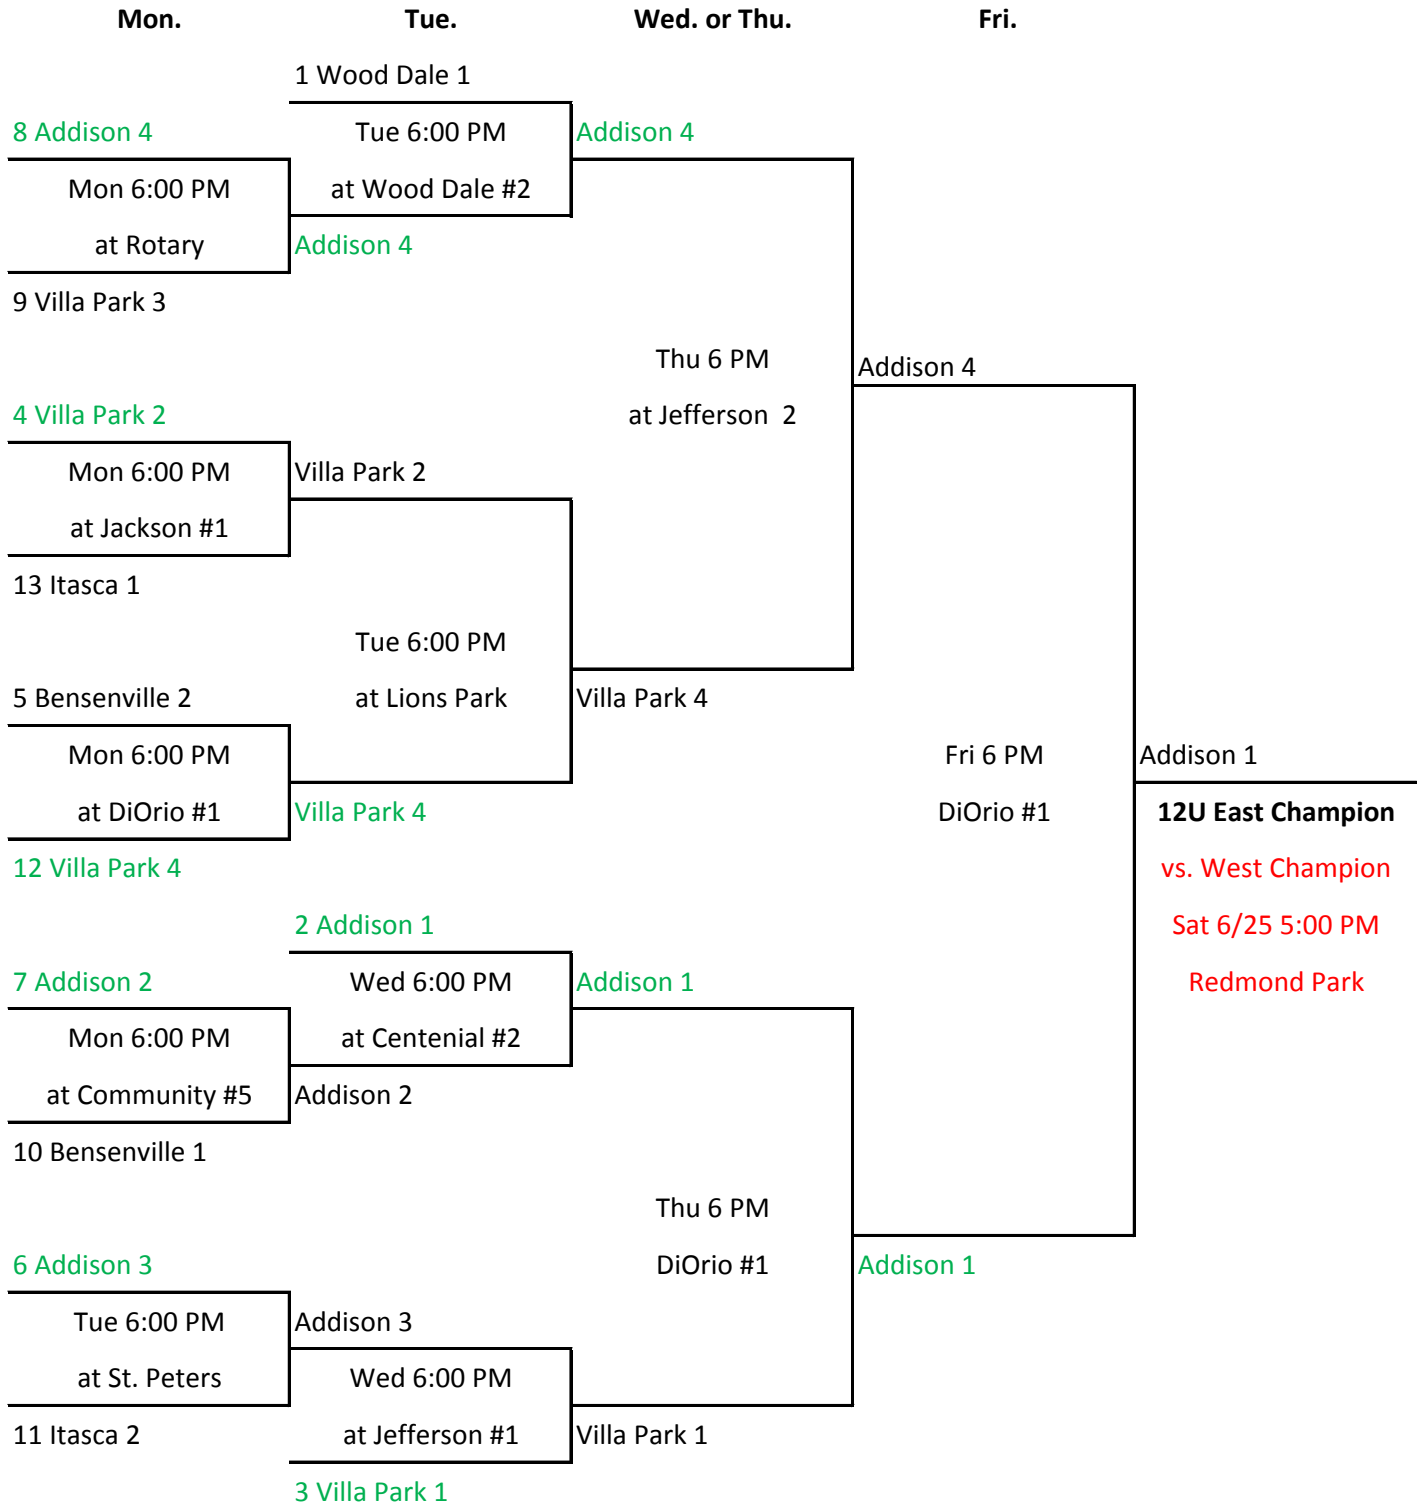 Mon. Tue. Wed. or Thu. Fri.
1 Wood Dale 1
8 Addison 4 Tue 6:00 PM Addison 4
Mon 6:00 PM at Wood Dale #2
at Rotary Addison 4
9 Villa Park 3
Thu 6 PM Addison 4
4 Villa Park 2 at Jefferson 2
Mon 6:00 PM Villa Park 2
at Jackson #1
13 Itasca 1
Tue 6:00 PM
5 Bensenville 2 at Lions Park Villa Park 4
Mon 6:00 PM Fri 6 PM Addison 1
at DiOrio #1 Villa Park 4 DiOrio #1 12U East Champion
12 Villa Park 4 vs. West Champion
2 Addison 1 Sat 6/25 5:00 PM
7 Addison 2 Wed 6:00 PM Addison 1 Redmond Park
Mon 6:00 PM at Centenial #2
at Community #5 Addison 2
10 Bensenville 1
Thu 6 PM
6 Addison 3 DiOrio #1 Addison 1
Tue 6:00 PM Addison 3
at St. Peters Wed 6:00 PM
11 Itasca 2 at Jefferson #1 Villa Park 1
3 Villa Park 1